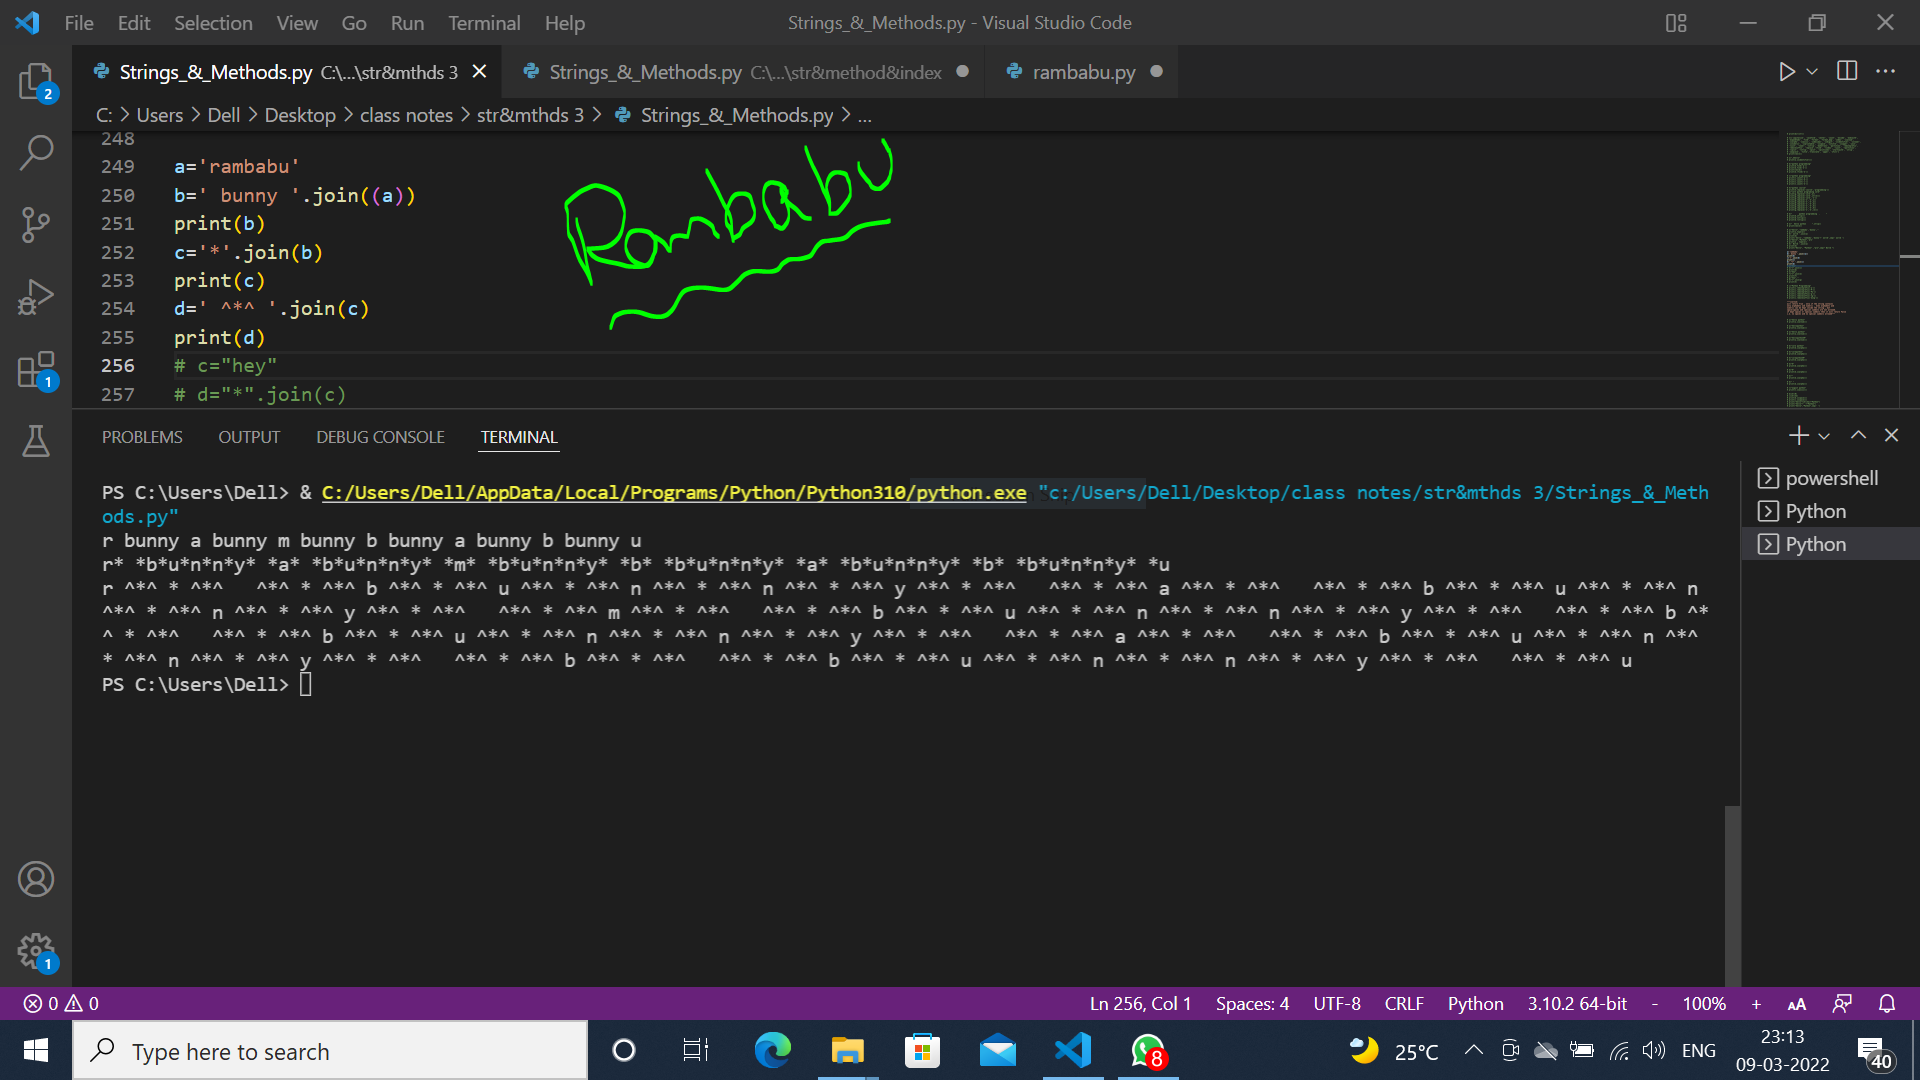 File Edit Selection View Go Run Terminal Help Strings_&_Methods.py - Visual Studio Code
Strings_&_Methods.py C:\...\str&mthds 3 Strings_&_Methods.py C:\...\str&method&index rambabu.py
2
C: > Users > Dell > Desktop > class notes > str&mthds 3 > Strings_&_Methods.py > ...
248
249 a='rambabu'
250 b=' bunny '.join((a))
251 print(b)
252 c='*'.join(b)
253 print(c)
254 d=' ^*^ '.join(c)
255 print(d)
256 # c="hey"
257 # d="*".join(c)
Rambabu
1
PROBLEMS OUTPUT DEBUG CONSOLE TERMINAL
PS C:\Users\Dell> & C:/Users/Dell/AppData/Local/Programs/Python/Python310/python.exe "c:/Users/Dell/Desktop/class notes/str&mthds 3/Strings_&_Meth
ods.py"
r bunny a bunny m bunny b bunny a bunny b bunny u
r* *b*u*n*n*y* *a* *b*u*n*n*y* *m* *b*u*n*n*y* *b* *b*u*n*n*y* *a* *b*u*n*n*y* *b* *b*u*n*n*y* *u
r ^*^ * ^*^   ^*^ * ^*^ b ^*^ * ^*^ u ^*^ * ^*^ n ^*^ * ^*^ n ^*^ * ^*^ y ^*^ * ^*^   ^*^ * ^*^ a ^*^ * ^*^   ^*^ * ^*^ b ^*^ * ^*^ u ^*^ * ^*^ n
^*^ * ^*^ n ^*^ * ^*^ y ^*^ * ^*^   ^*^ * ^*^ m ^*^ * ^*^   ^*^ * ^*^ b ^*^ * ^*^ u ^*^ * ^*^ n ^*^ * ^*^ n ^*^ * ^*^ y ^*^ * ^*^   ^*^ * ^*^ b ^*
^ * ^*^   ^*^ * ^*^ b ^*^ * ^*^ u ^*^ * ^*^ n ^*^ * ^*^ n ^*^ * ^*^ y ^*^ * ^*^   ^*^ * ^*^ a ^*^ * ^*^   ^*^ * ^*^ b ^*^ * ^*^ u ^*^ * ^*^ n ^*^
* ^*^ n ^*^ * ^*^ y ^*^ * ^*^   ^*^ * ^*^ b ^*^ * ^*^   ^*^ * ^*^ b ^*^ * ^*^ u ^*^ * ^*^ n ^*^ * ^*^ n ^*^ * ^*^ y ^*^ * ^*^   ^*^ * ^*^ u
PS C:\Users\Dell>
powershell
Python
Python
1
0 0 Ln 256, Col 1 Spaces: 4 UTF-8 CRLF Python 3.10.2 64-bit - 100% + AA
Type here to search 8 25°C ENG 23:13
09-03-2022 40